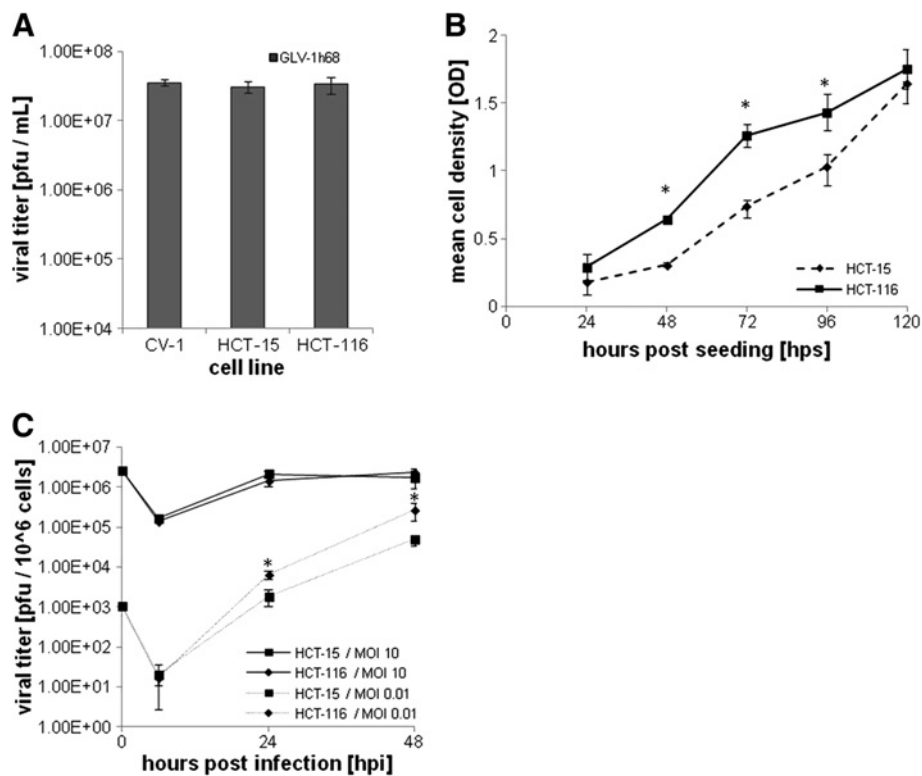 A
1.00E+08
1.00E+07
1.00E+06
1.00E+05
1.00E+04
viral titer [pfu / mL]
GLV-1h68
CV-1 HCT-15 HCT-116
cell line
B
2
1.5
1
0.5
0
mean cell density [OD]
* * *
HCT-15
HCT-116
0 24 48 72 96 120
hours post seeding [hps]
C
1.00E+07
1.00E+06
1.00E+05
1.00E+04
1.00E+03
1.00E+02
1.00E+01
1.00E+00
viral titer [pfu / 10^6 cells]
* *
HCT-15 / MOI 10
HCT-116 / MOI 10
HCT-15 / MOI 0.01
HCT-116 / MOI 0.01
0 24 48
hours post infection [hpi]